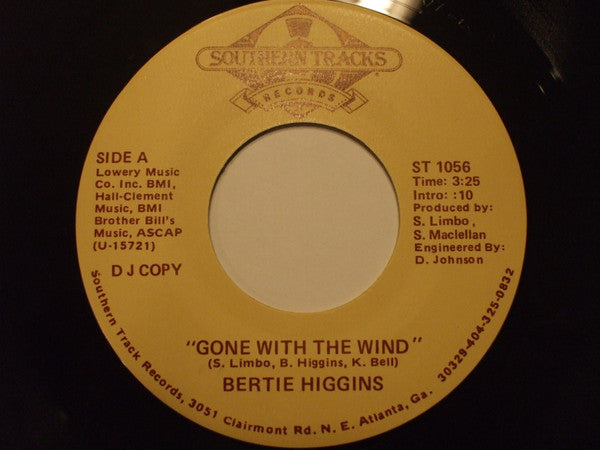 SOUTHERN TRACKS
RECORDS
SIDE A
Lowery Music
Co. Inc. BMI,
Hall-Clement
Music, BMI
Brother Bill's
Music, ASCAP
(U-15721)
D J COPY
ST 1056
Time: 3:25
Intro: :10
Produced by:
S. Limbo,
S. Maclellan
Engineered By:
D. Johnson
"GONE WITH THE WIND"
(S. Limbo, B. Higgins, K. Bell)
BERTIE HIGGINS
Southern Track Records, 3051 Clairmont Rd. N. E. Atlanta, Ga. 30329-404-325-0832